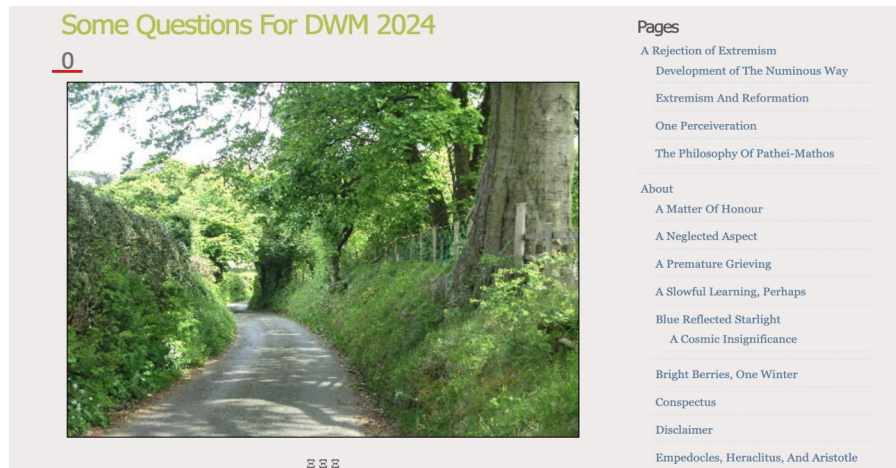 Some Questions For DWM 2024
0
Ξ Ξ Ξ
Pages
A Rejection of Extremism
Development of The Numinous Way
Extremism And Reformation
One Perceiveration
The Philosophy Of Pathei-Mathos
About
A Matter Of Honour
A Neglected Aspect
A Premature Grieving
A Slowful Learning, Perhaps
Blue Reflected Starlight
A Cosmic Insignificance
Bright Berries, One Winter
Conspectus
Disclaimer
Empedocles, Heraclitus, And Aristotle